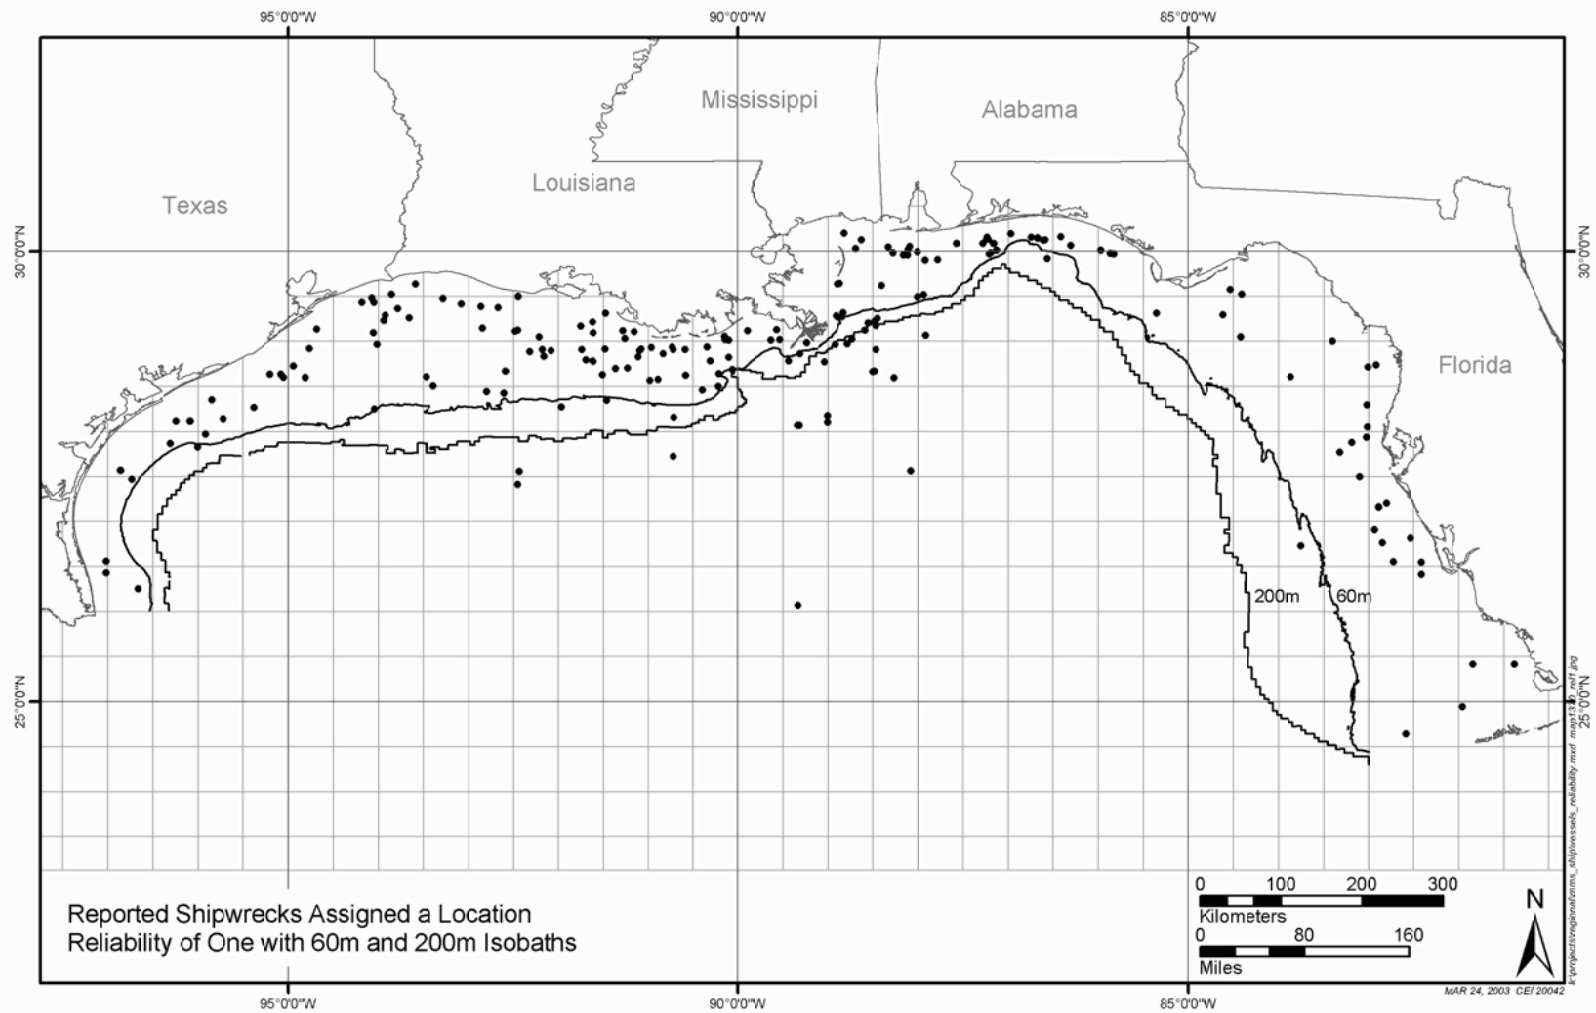 95°0'0"W 90°0'0"W 85°0'0"W
Mississippi
Alabama
Louisiana
Texas
30°0'0"N
30°0'0"N
Florida
200m 60m
25°0'0"N
25°0'0"N
Reported Shipwrecks Assigned a Location
Reliability of One with 60m and 200m Isobaths
0 100 200 300
Kilometers
0 80 160
Miles
N
MAR 24, 2003 CEI 20042
95°0'0"W 90°0'0"W 85°0'0"W